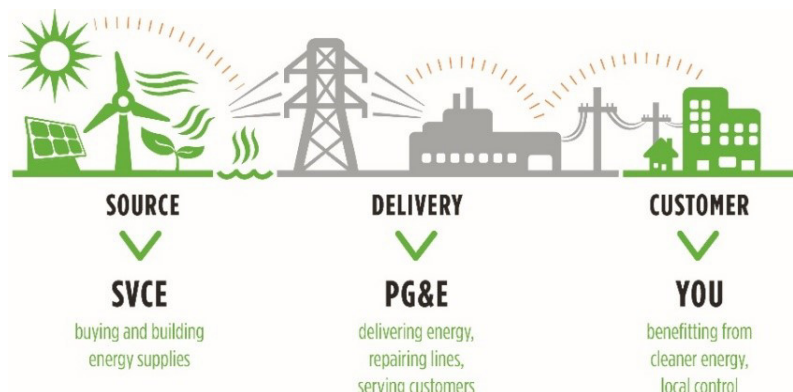 SOURCE
DELIVERY
CUSTOMER
SVCE
PG&E
YOU
buying and building
energy supplies
delivering energy,
repairing lines,
serving customers
benefitting from
cleaner energy,
local control